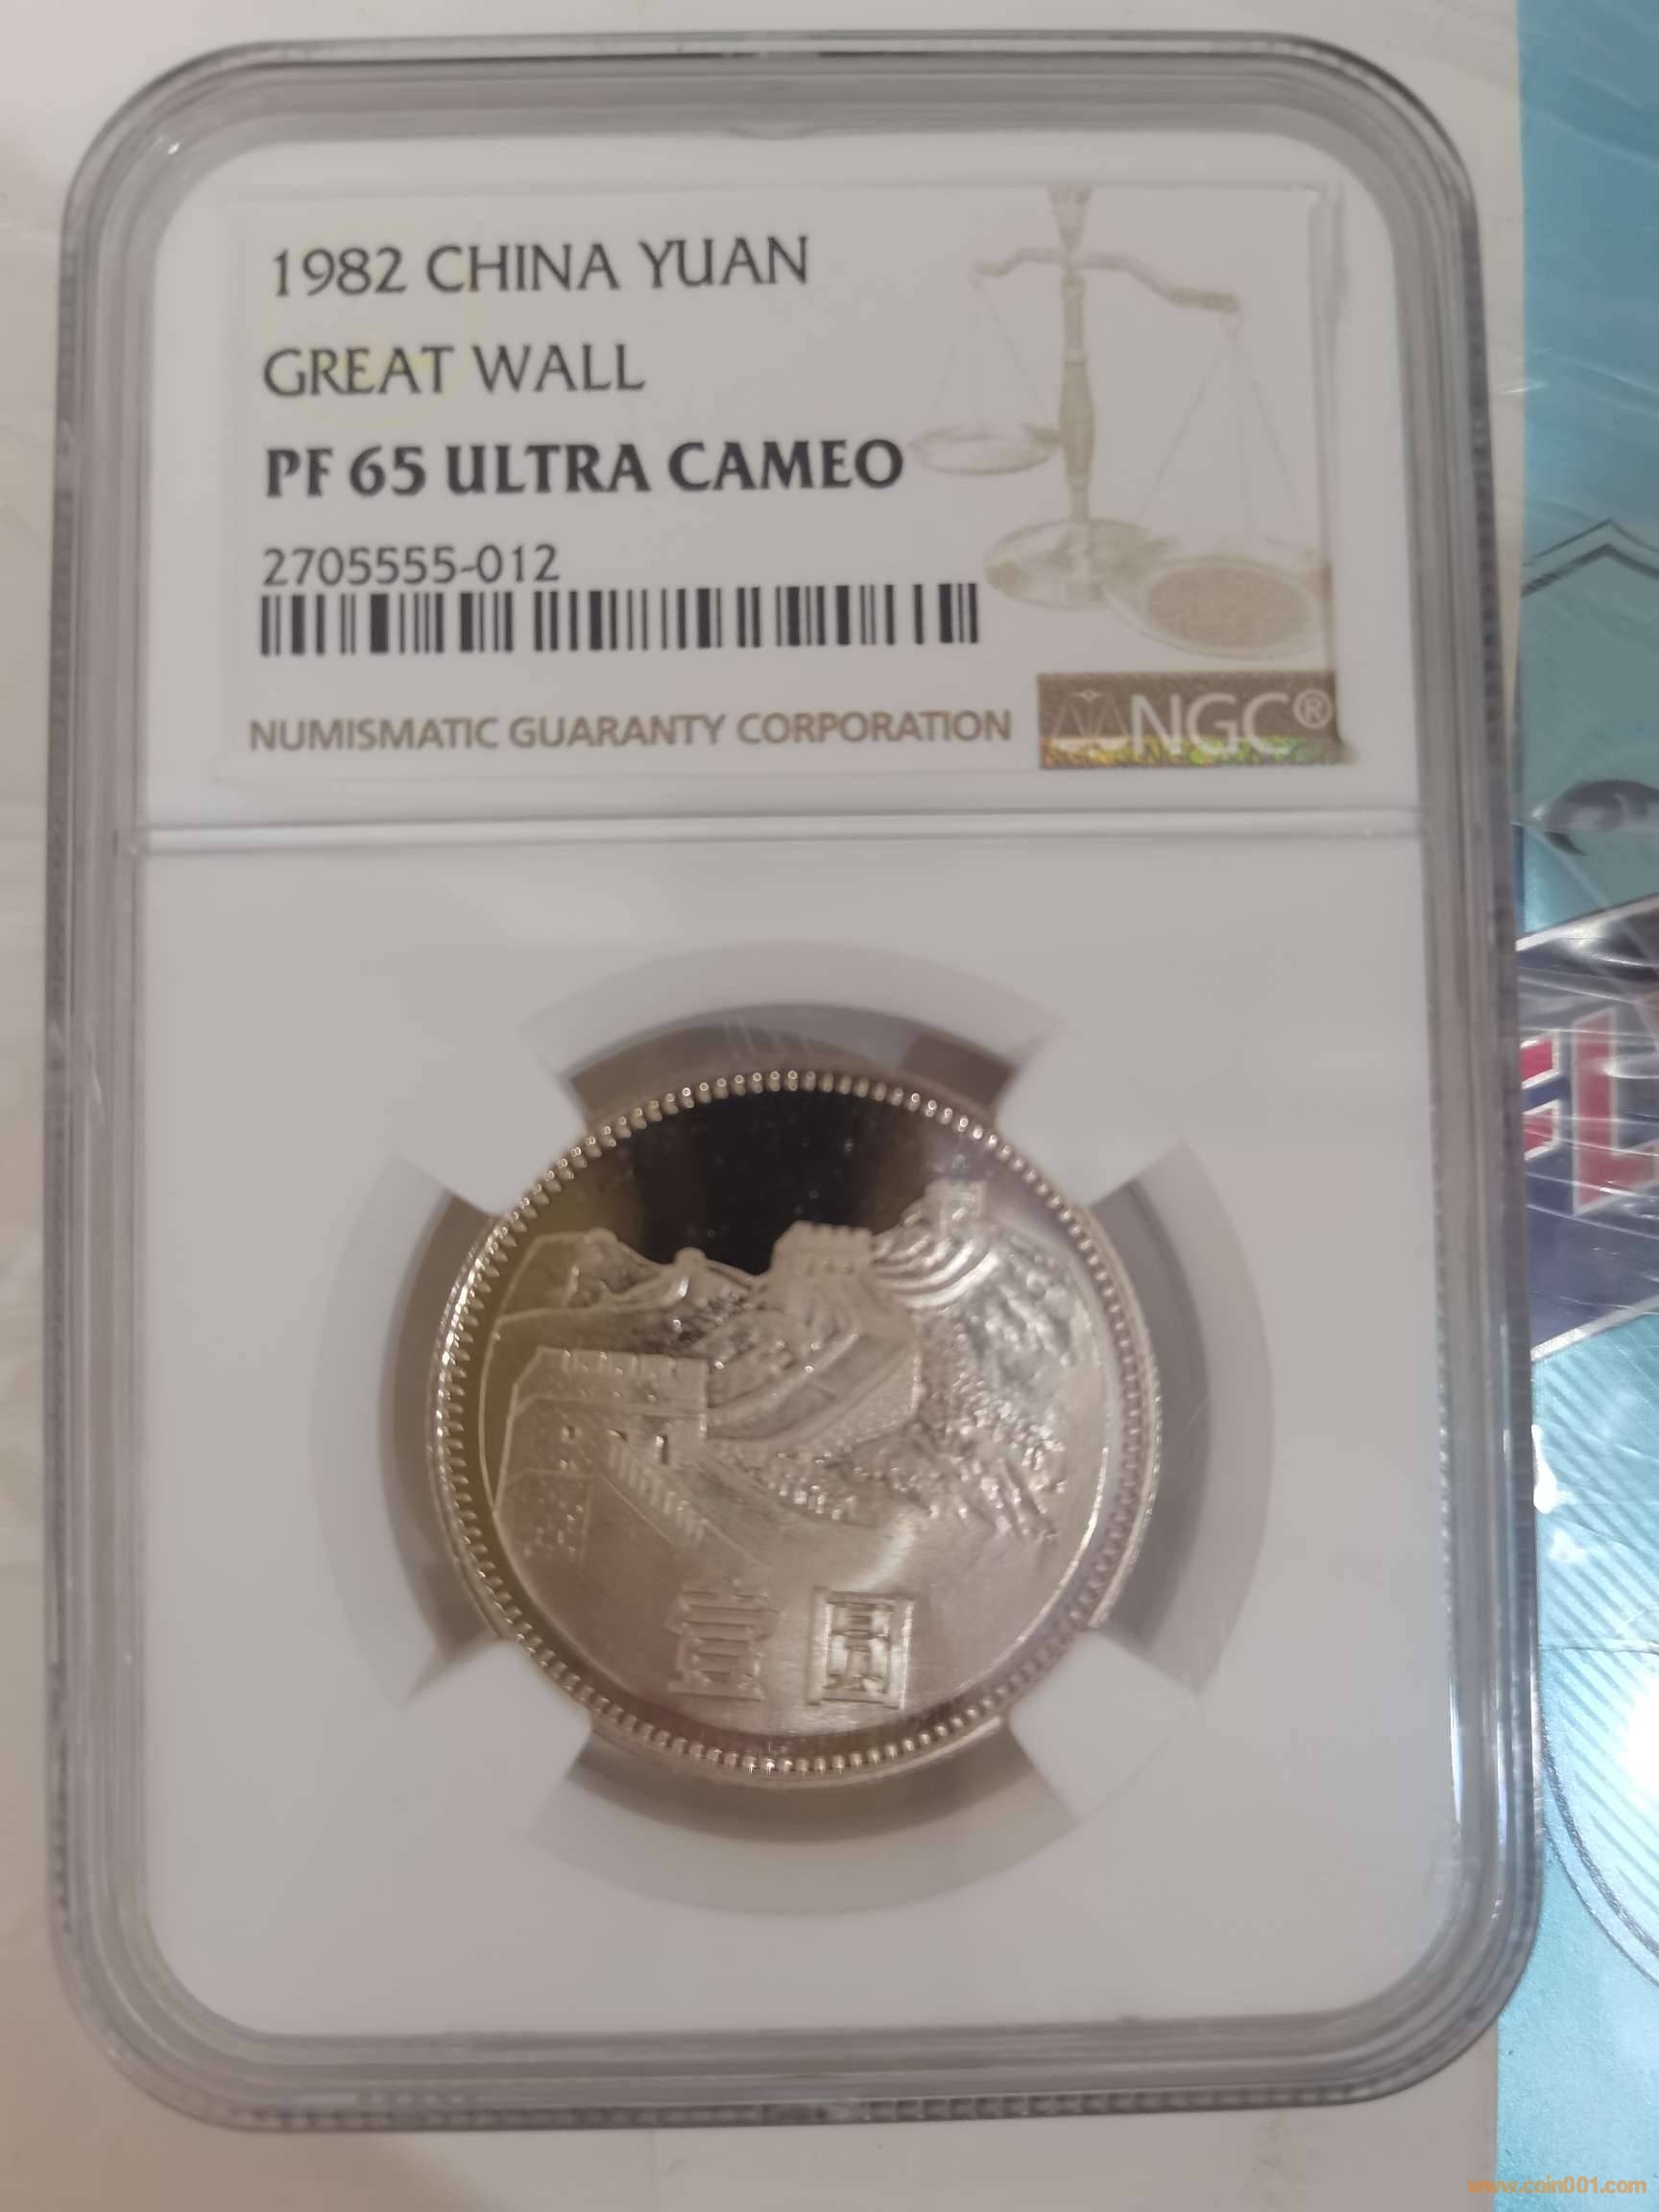 1982 CHINA YUAN
GREAT WALL
PF 65 ULTRA CAMEO
2705555-012
NUMISMATIC GUARANTY CORPORATION NGC®
壹圆
www.coin001.com